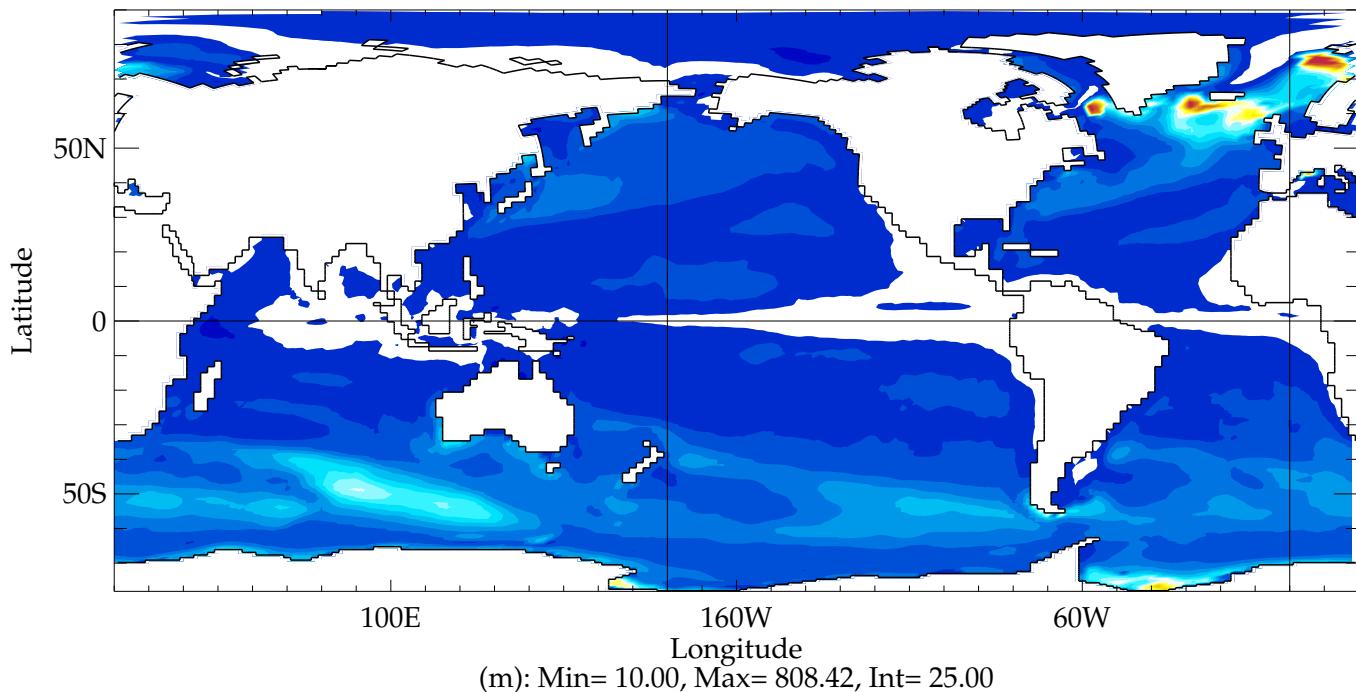 Latitude
50N
0
50S
100E 160W 60W
Longitude
(m): Min= 10.00, Max= 808.42, Int= 25.00